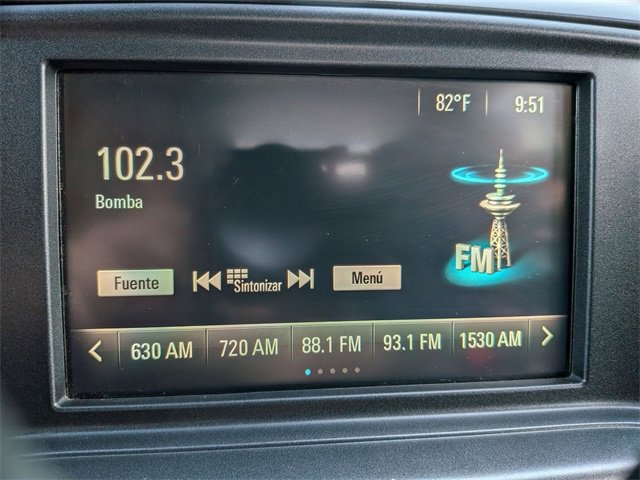 82°F 9:51
102.3
Bomba
FM
Fuente Sintonizar Menú
630 AM 720 AM 88.1 FM 93.1 FM 1530 AM